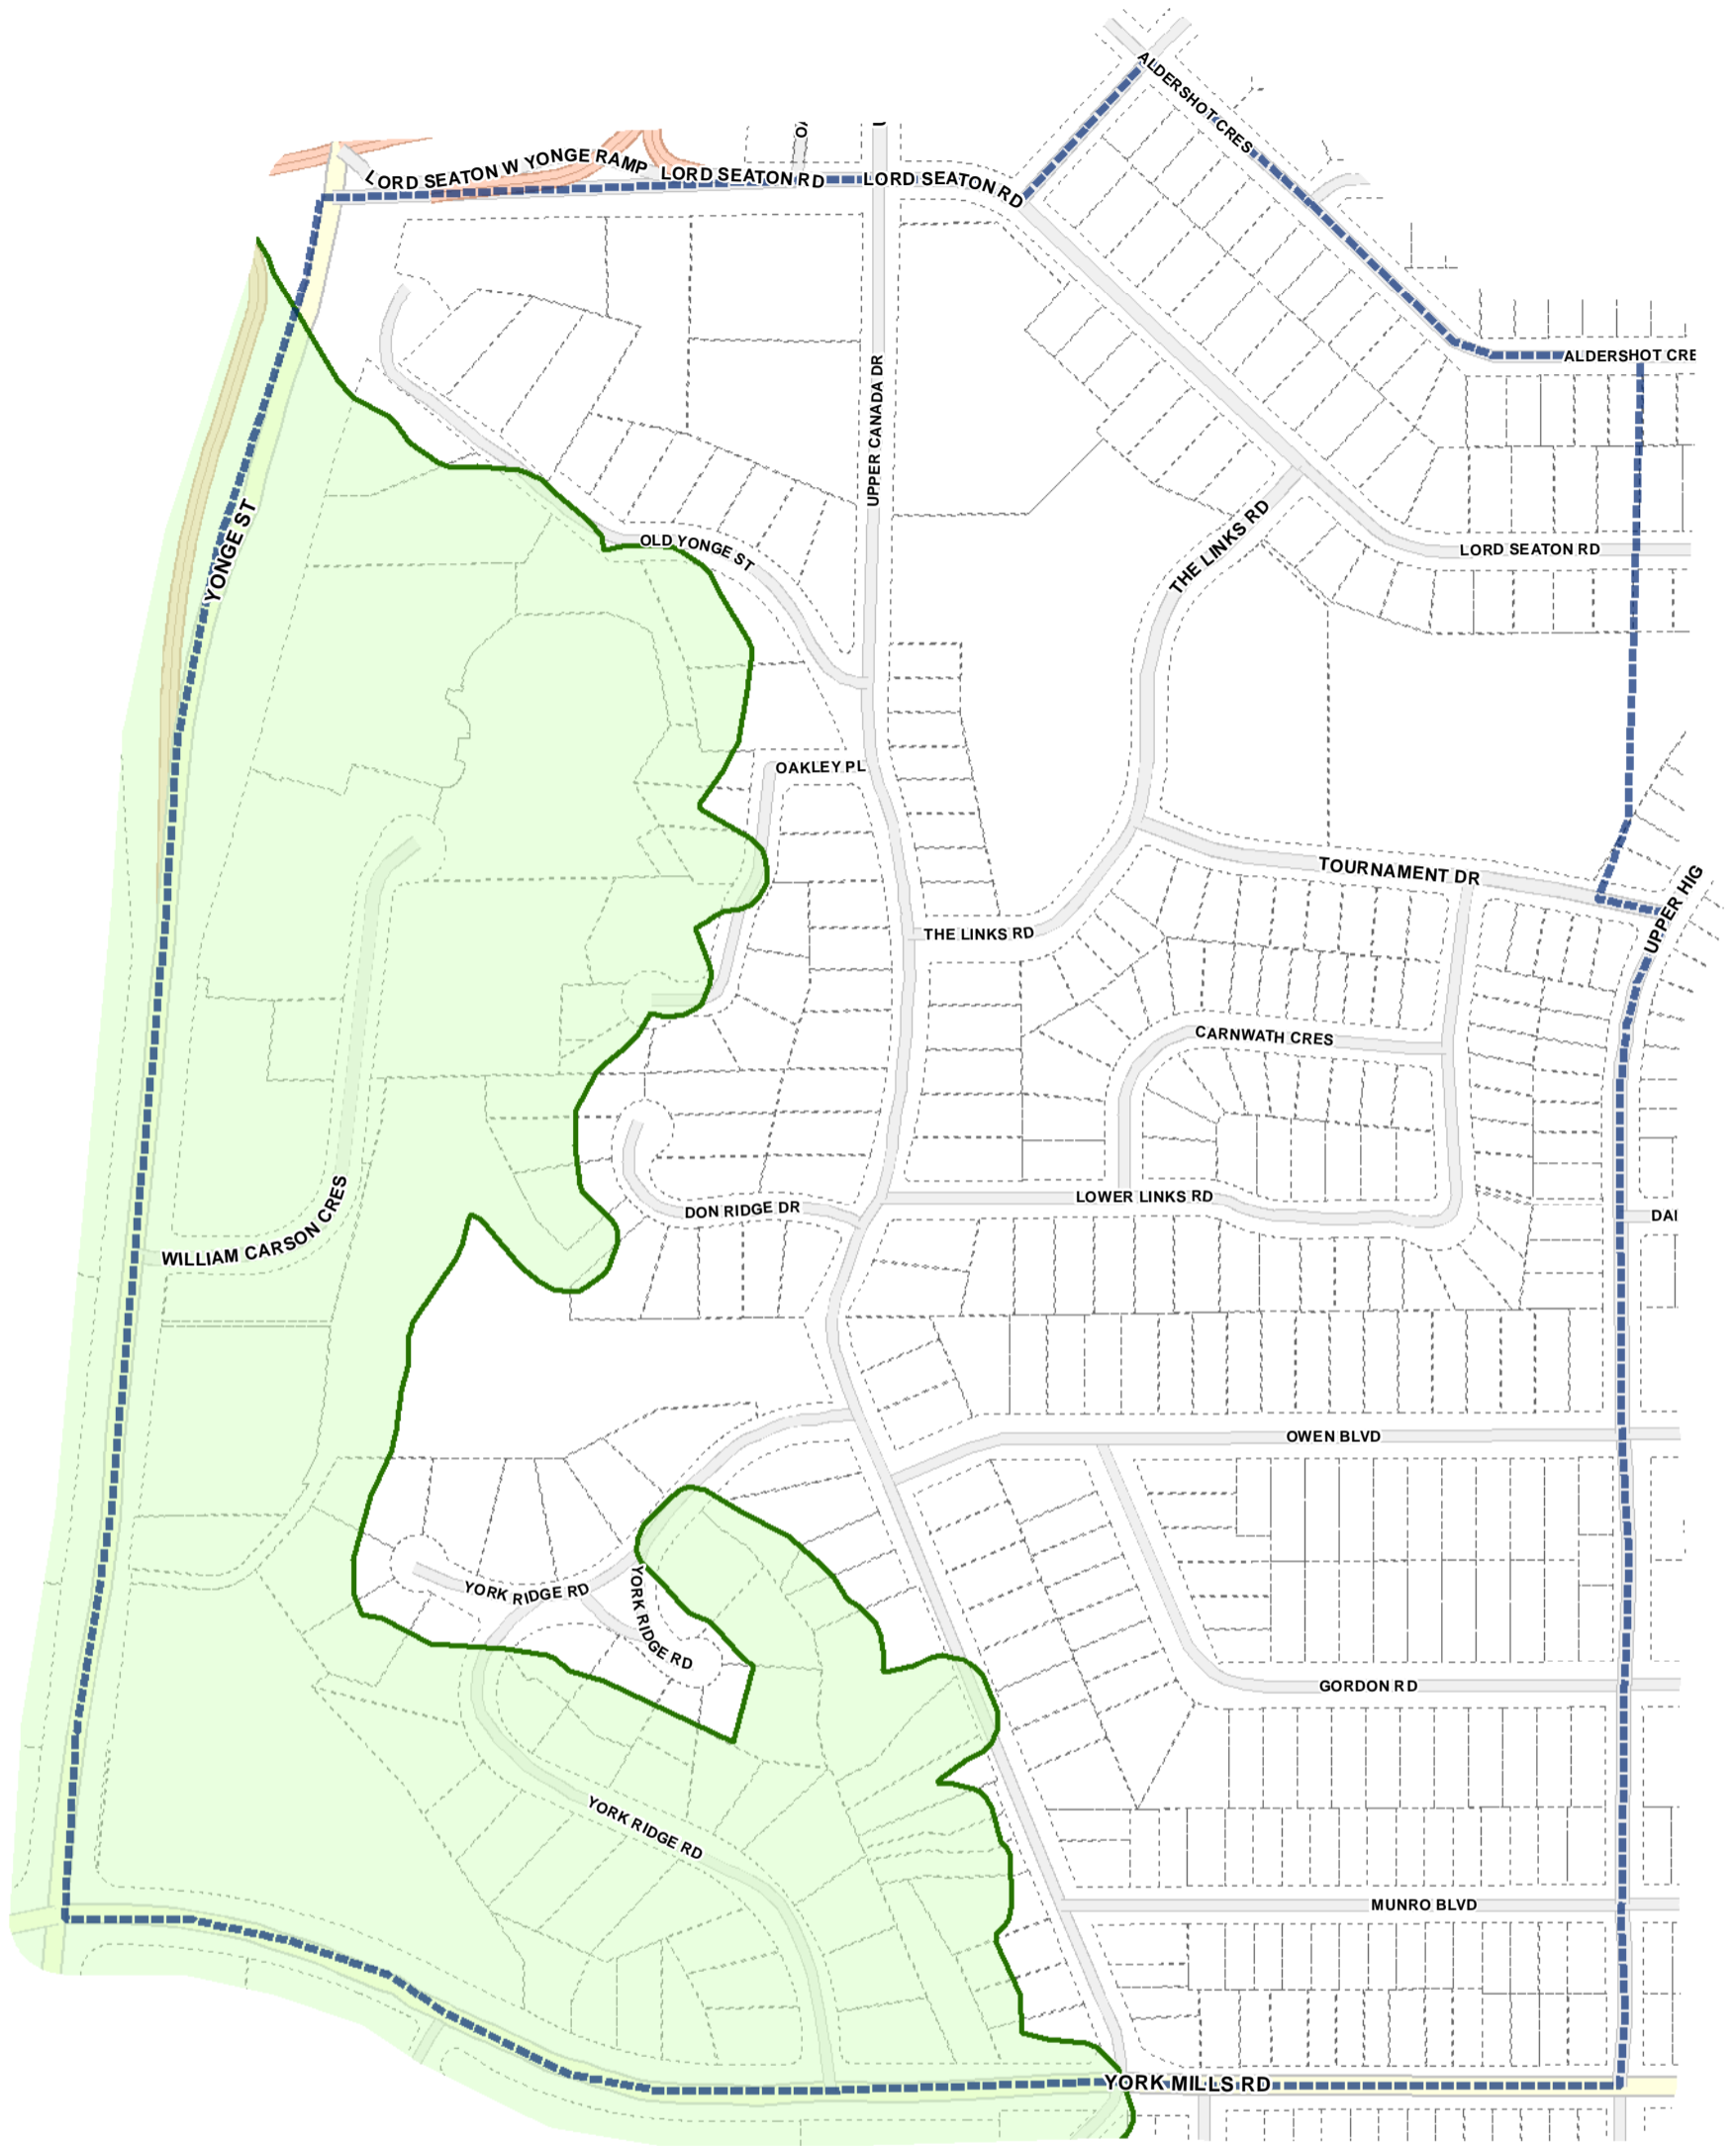 ALDERSHOT CRES
LORD SEATON W YONGE RAMP
LORD SEATON RD
LORD SEATON RD
ALDERSHOT CRE
UPPER CANADA DR
YONGE ST
OLD YONGE ST
THE LINKS RD
LORD SEATON RD
OAKLEY PL
TOURNAMENT DR
UPPER HIG
THE LINKS RD
CARNWATH CRES
WILLIAM CARSON CRES
DON RIDGE DR
LOWER LINKS RD
DAI
OWEN BLVD
YORK RIDGE RD
YORK RIDGE RD
GORDON RD
YORK RIDGE RD
MUNRO BLVD
YORK MILLS RD